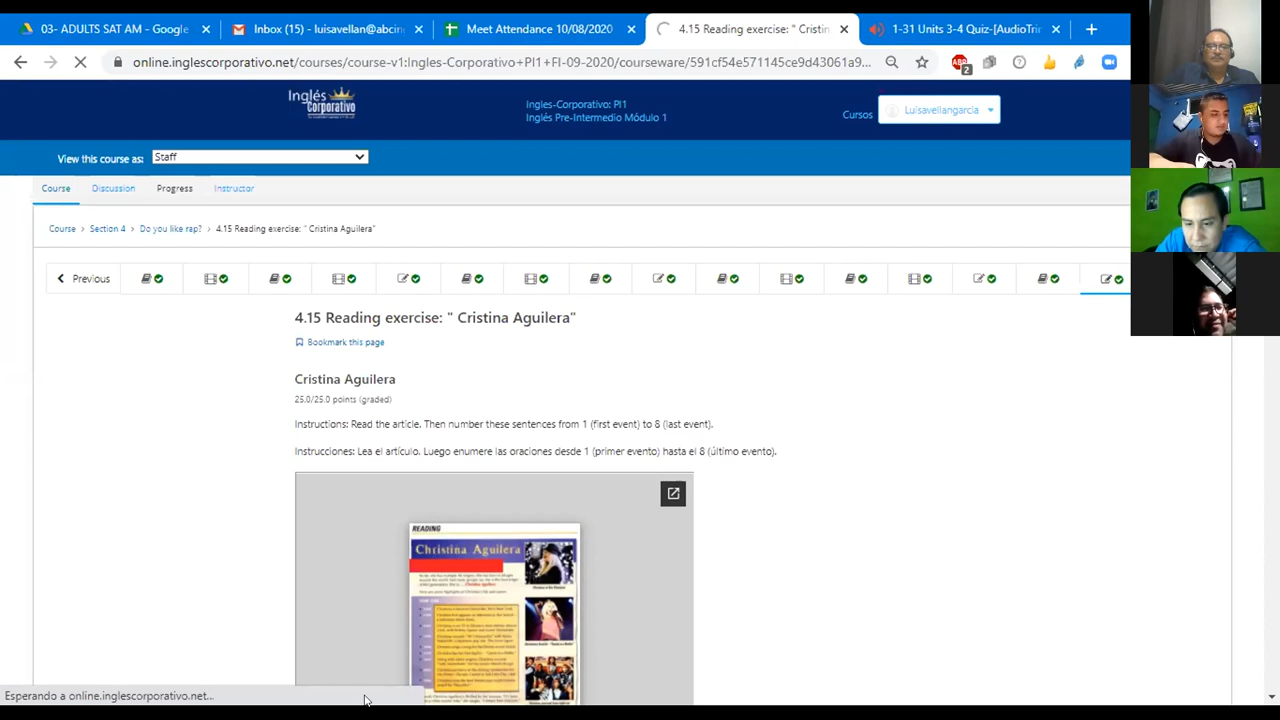 03- ADULTS SAT AM - Google
Inbox (15) - luisavellan@abcin
Meet Attendance 10/08/2020
4.15 Reading exercise: " Cristin
1-31 Units 3-4 Quiz-[AudioTri
online.inglescorporativo.net/courses/course-v1:Ingles-Corporativo+PI1+FI-09-2020/courseware/591cf54e571145ce9d43061a9...
ABP
2
Inglés
Corporativo
Ingles-Corporativo: PI1
Inglés Pre-Intermedio Módulo 1
Cursos
Luisavellangarcia
View this course as:
Staff
Course
Discussion
Progress
Instructor
Course > Section 4 > Do you like rap? > 4.15 Reading exercise: " Cristina Aguilera"
Previous
4.15 Reading exercise: " Cristina Aguilera"
Bookmark this page
Cristina Aguilera
25.0/25.0 points (graded)
Instructions: Read the article. Then number these sentences from 1 (first event) to 8 (last event).
Instrucciones: Lea el artículo. Luego enumere las oraciones desde 1 (primer evento) hasta el 8 (último evento).
READING
Christina Aguilera
Esperando a online.inglescorporativo.net...